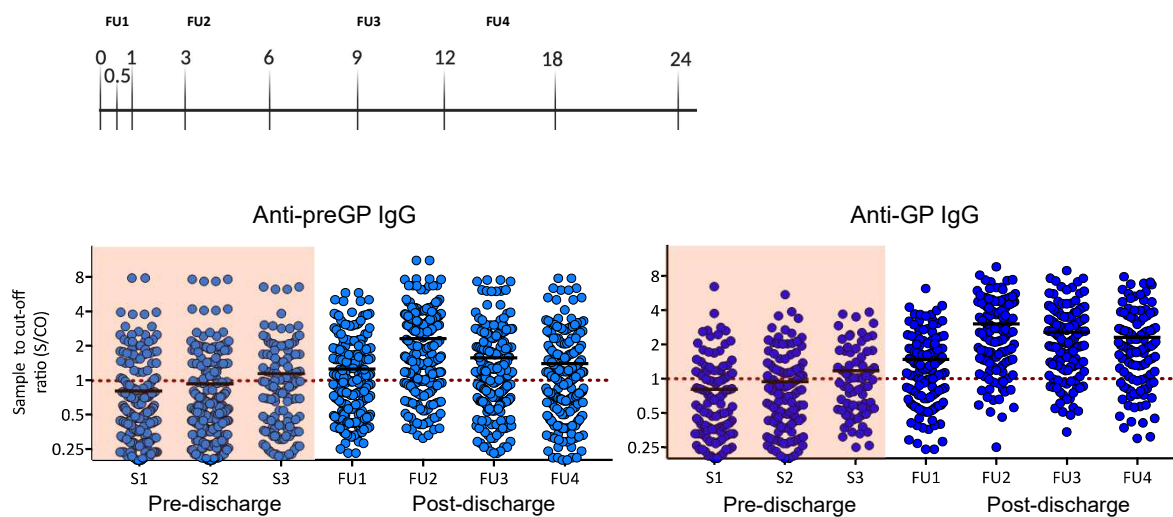 FU1 FU2 FU3 FU4
0 1 3 6 9 12 18 24
0.5
Anti-preGP IgG
Anti-GP IgG
Sample to cut-off
ratio (S/CO)
8
4
2
1
0.5
0.25
8
4
2
1
0.5
0.25
S1 S2 S3 FU1 FU2 FU3 FU4
S1 S2 S3 FU1 FU2 FU3 FU4
Pre-discharge Post-discharge
Pre-discharge Post-discharge